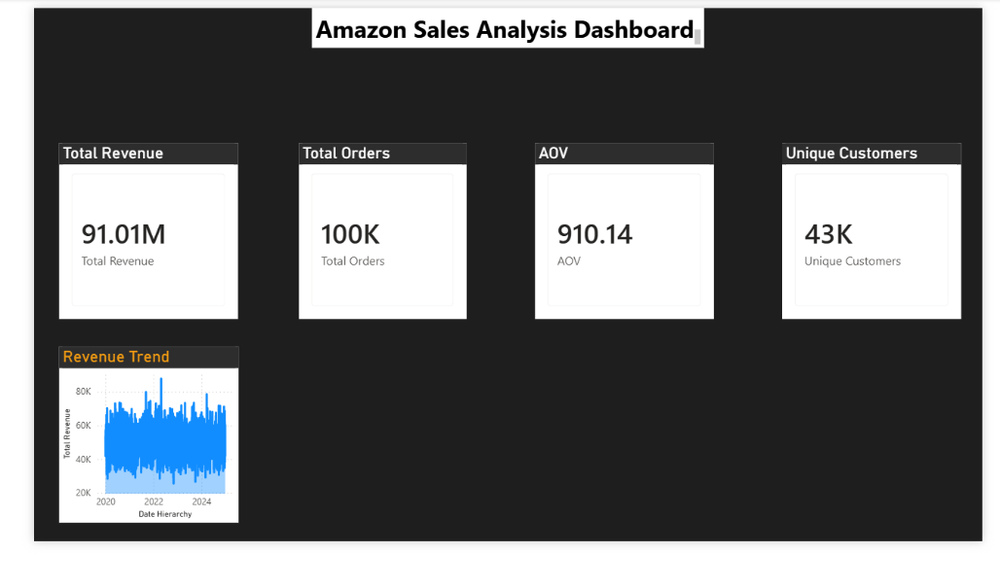 Amazon Sales Analysis Dashboard
Total Revenue
Total Orders
AOV
Unique Customers
91.01M
Total Revenue
100K
Total Orders
910.14
AOV
43K
Unique Customers
Revenue Trend
Total Revenue
80K
60K
40K
20K
2020
2022
2024
Date Hierarchy